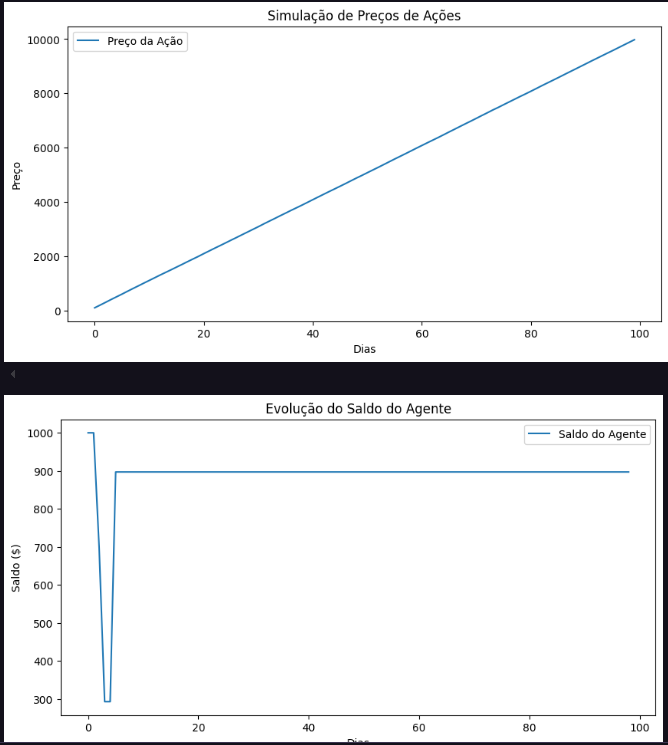 Simulação de Preços de Ações
10000
8000
6000
4000
2000
0
Preço
Preço da Ação
0 20 40 60 80 100
Dias
Evolução do Saldo do Agente
1000
900
800
700
600
500
400
300
Saldo ($)
Saldo do Agente
0 20 40 60 80 100
Dias